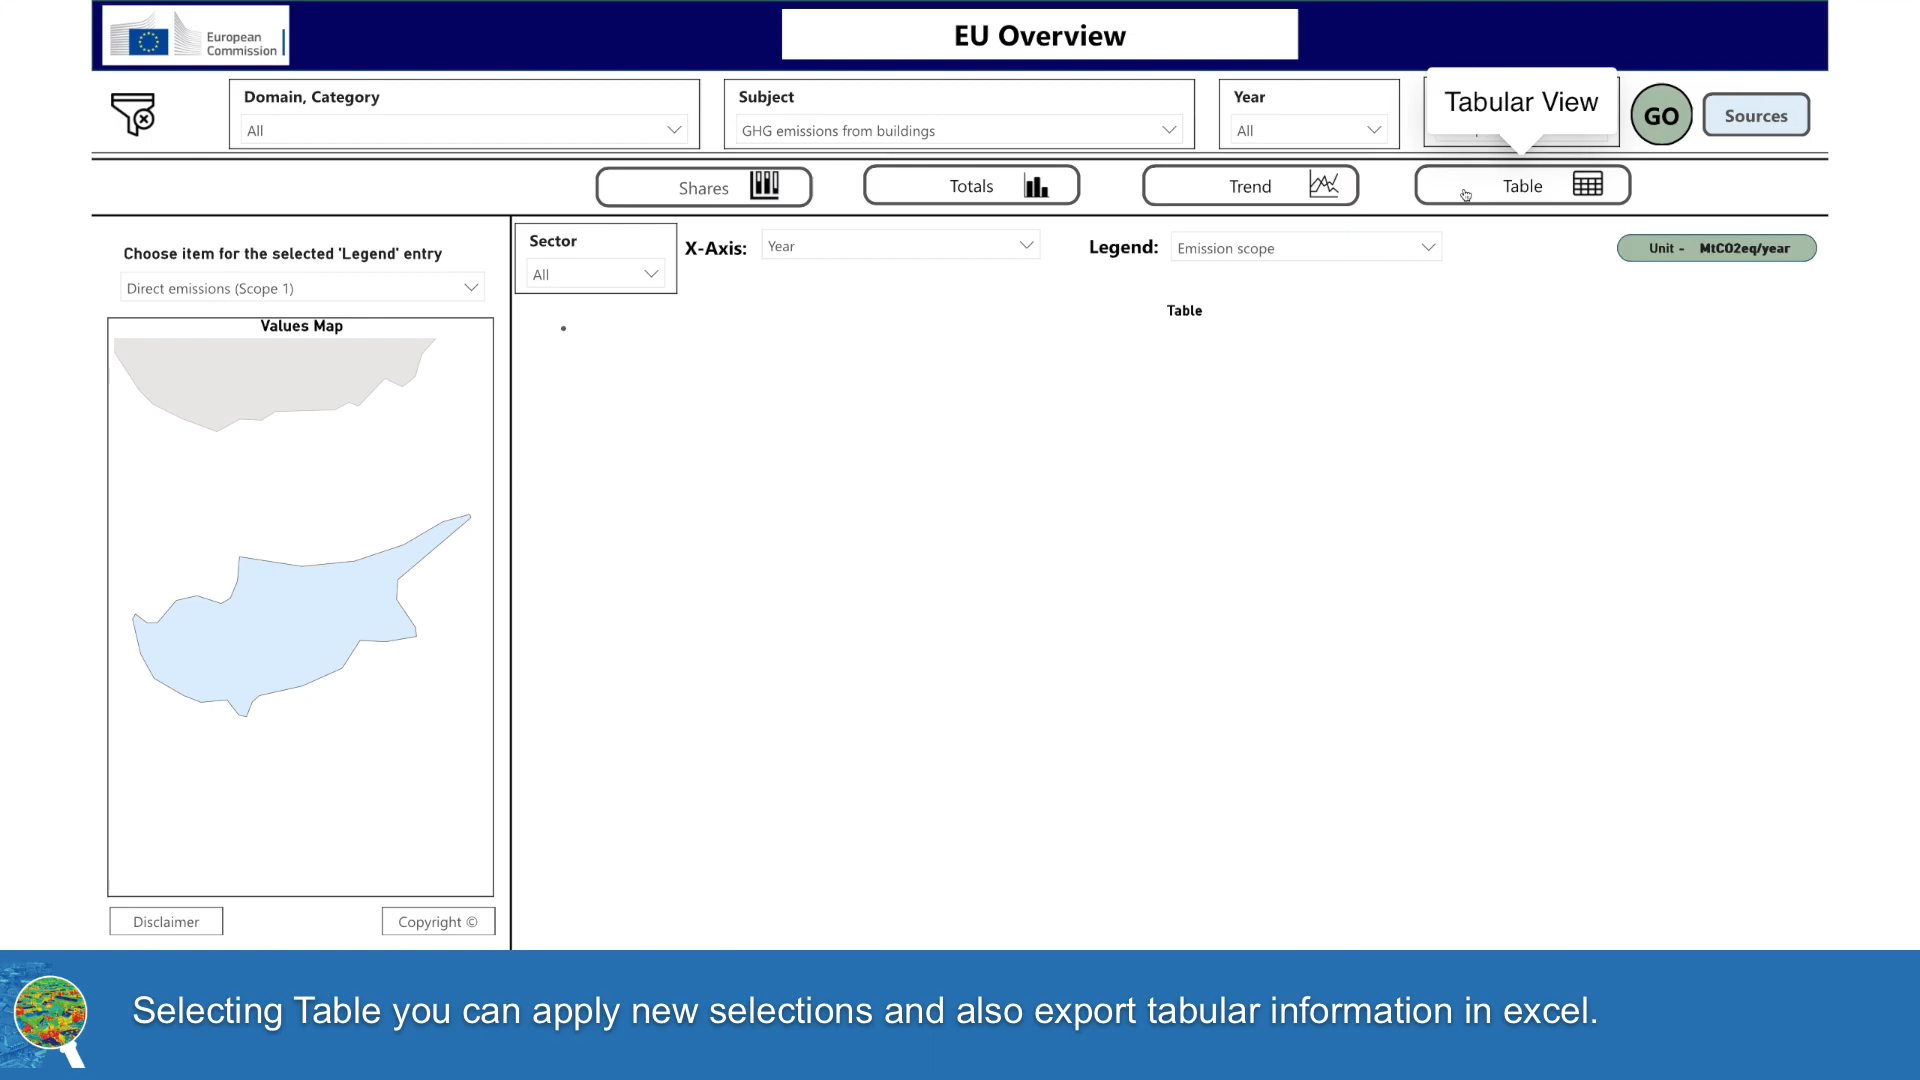 European
Commission
EU Overview
Domain, Category
All
Subject
GHG emissions from buildings
Year
All
Tabular View
GO
Sources
Shares
Totals
Trend
Table
Choose item for the selected 'Legend' entry
Direct emissions (Scope 1)
Sector
All
X-Axis:
Year
Legend:
Emission scope
Unit - MtCO2eq/year
Table
Values Map
Disclaimer
Copyright ©
Selecting Table you can apply new selections and also export tabular information in excel.